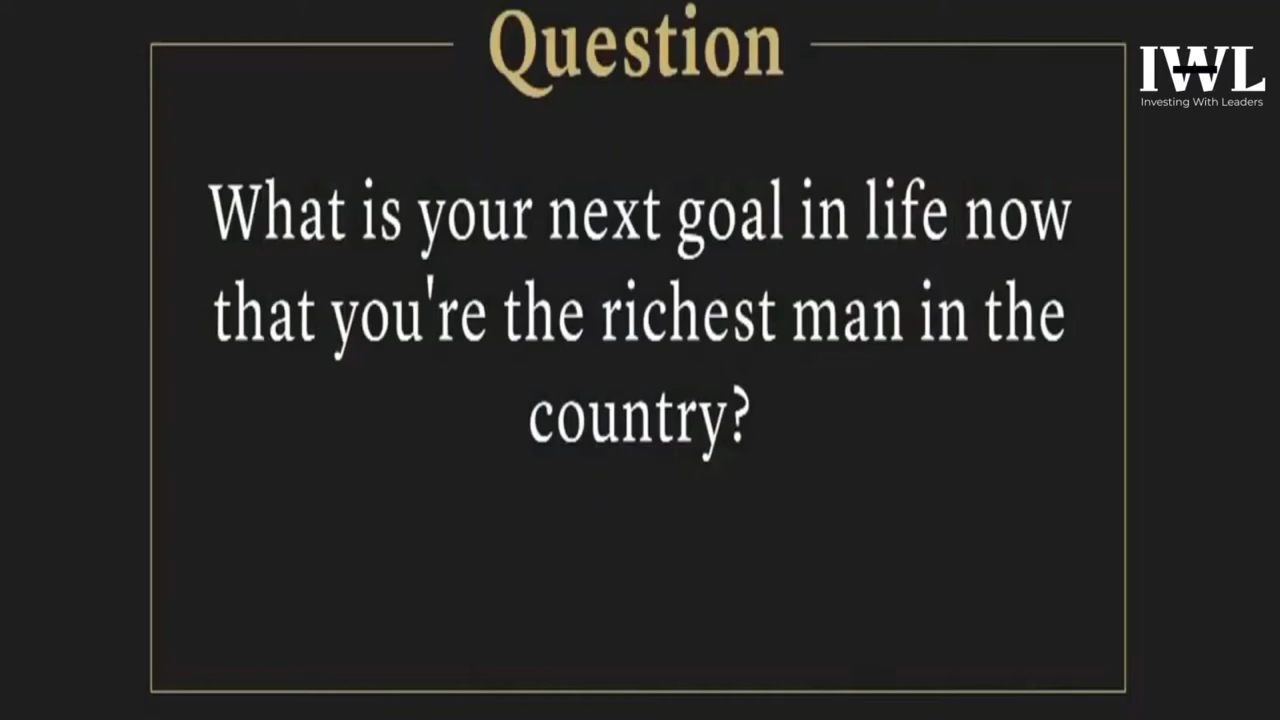 Question
IWL
Investing With Leaders
What is your next goal in life now
that you're the richest man in the
country?